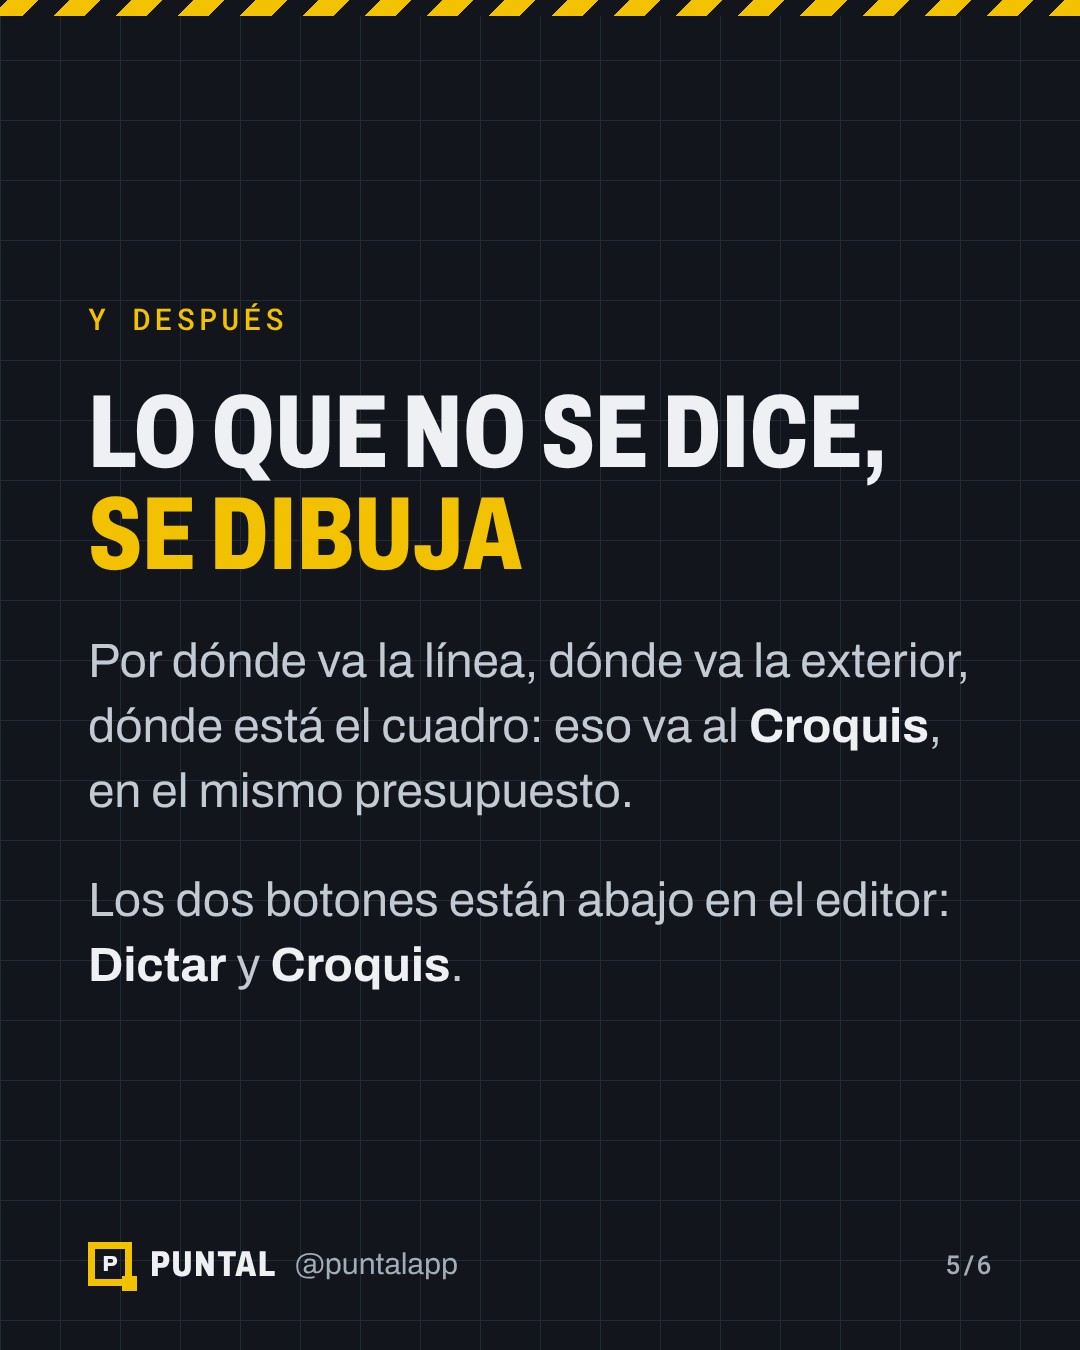 Y DESPUÉS
LO QUE NO SE DICE,
SE DIBUJA
Por dónde va la línea, dónde va la exterior,
dónde está el cuadro: eso va al Croquis,
en el mismo presupuesto.
Los dos botones están abajo en el editor:
Dictar y Croquis.
P PUNTAL @puntalapp 5/6